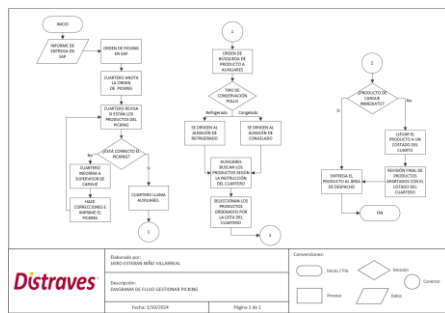 INICIO
INFORME DE
ENTREGA EN
SAP
ORDEN DE PICKING
EN SAP
CUARTERO ANOTA
LA ORDEN
DE PICKING
CUARTERO REVISA
SI ESTÁN LOS
PRODUCTOS DEL
PICKING
¿ESTÁ CORRECTO EL
PICKING?
No
Si
CUARTERO
INFORMA A
SUPERVISOR DE
CARGUE
HACE
CORRECCIONES E
IMPRIME EL
PICKING
CUARTERO LLAMA
AUXILIARES
1
1
ORDEN DE
BÚSQUEDA DE
PRODUCTO A
AUXILIARES
TIPO DE
CONSERVACIÓN
POLLO
Refrigerado
Congelado
SE DIRIGEN AL
ALMACÉN DE
REFRIGERADO
SE DIRIGEN AL
ALMACÉN DE
CONGELADO
AUXILIARES
BUSCAN LOS
PRODUCTOS SEGÚN
LA INSTRUCCIÓN
DEL CUARTERO
SELECCIONAN LOS
PRODUCTOS
ORDENADOS POR
LA LISTA DEL
CUARTERO
2
2
¿PRODUCTO DE
CARGUE
INMEDIATO?
Si
No
LLEVAR EL
PRODUCTO A UN
COSTADO DEL
CUARTO
REVISIÓN FINAL DE
PRODUCTOS
APARTADOS CON EL
LISTADO DEL
CUARTERO
ENTREGA EL
PRODUCTO AL ÁREA
DE DESPACHO
FIN
Distraves
Elaborado por:
JAIRO ESTEBAN NIÑO VILLARREAL
Descripción:
DIAGRAMA DE FLUJO GESTIONAR PICKING
Fecha: 1/10/2024
Página 1 de 1
Convenciones:
Inicio / Fin
Decisión
Conector
Proceso
Datos